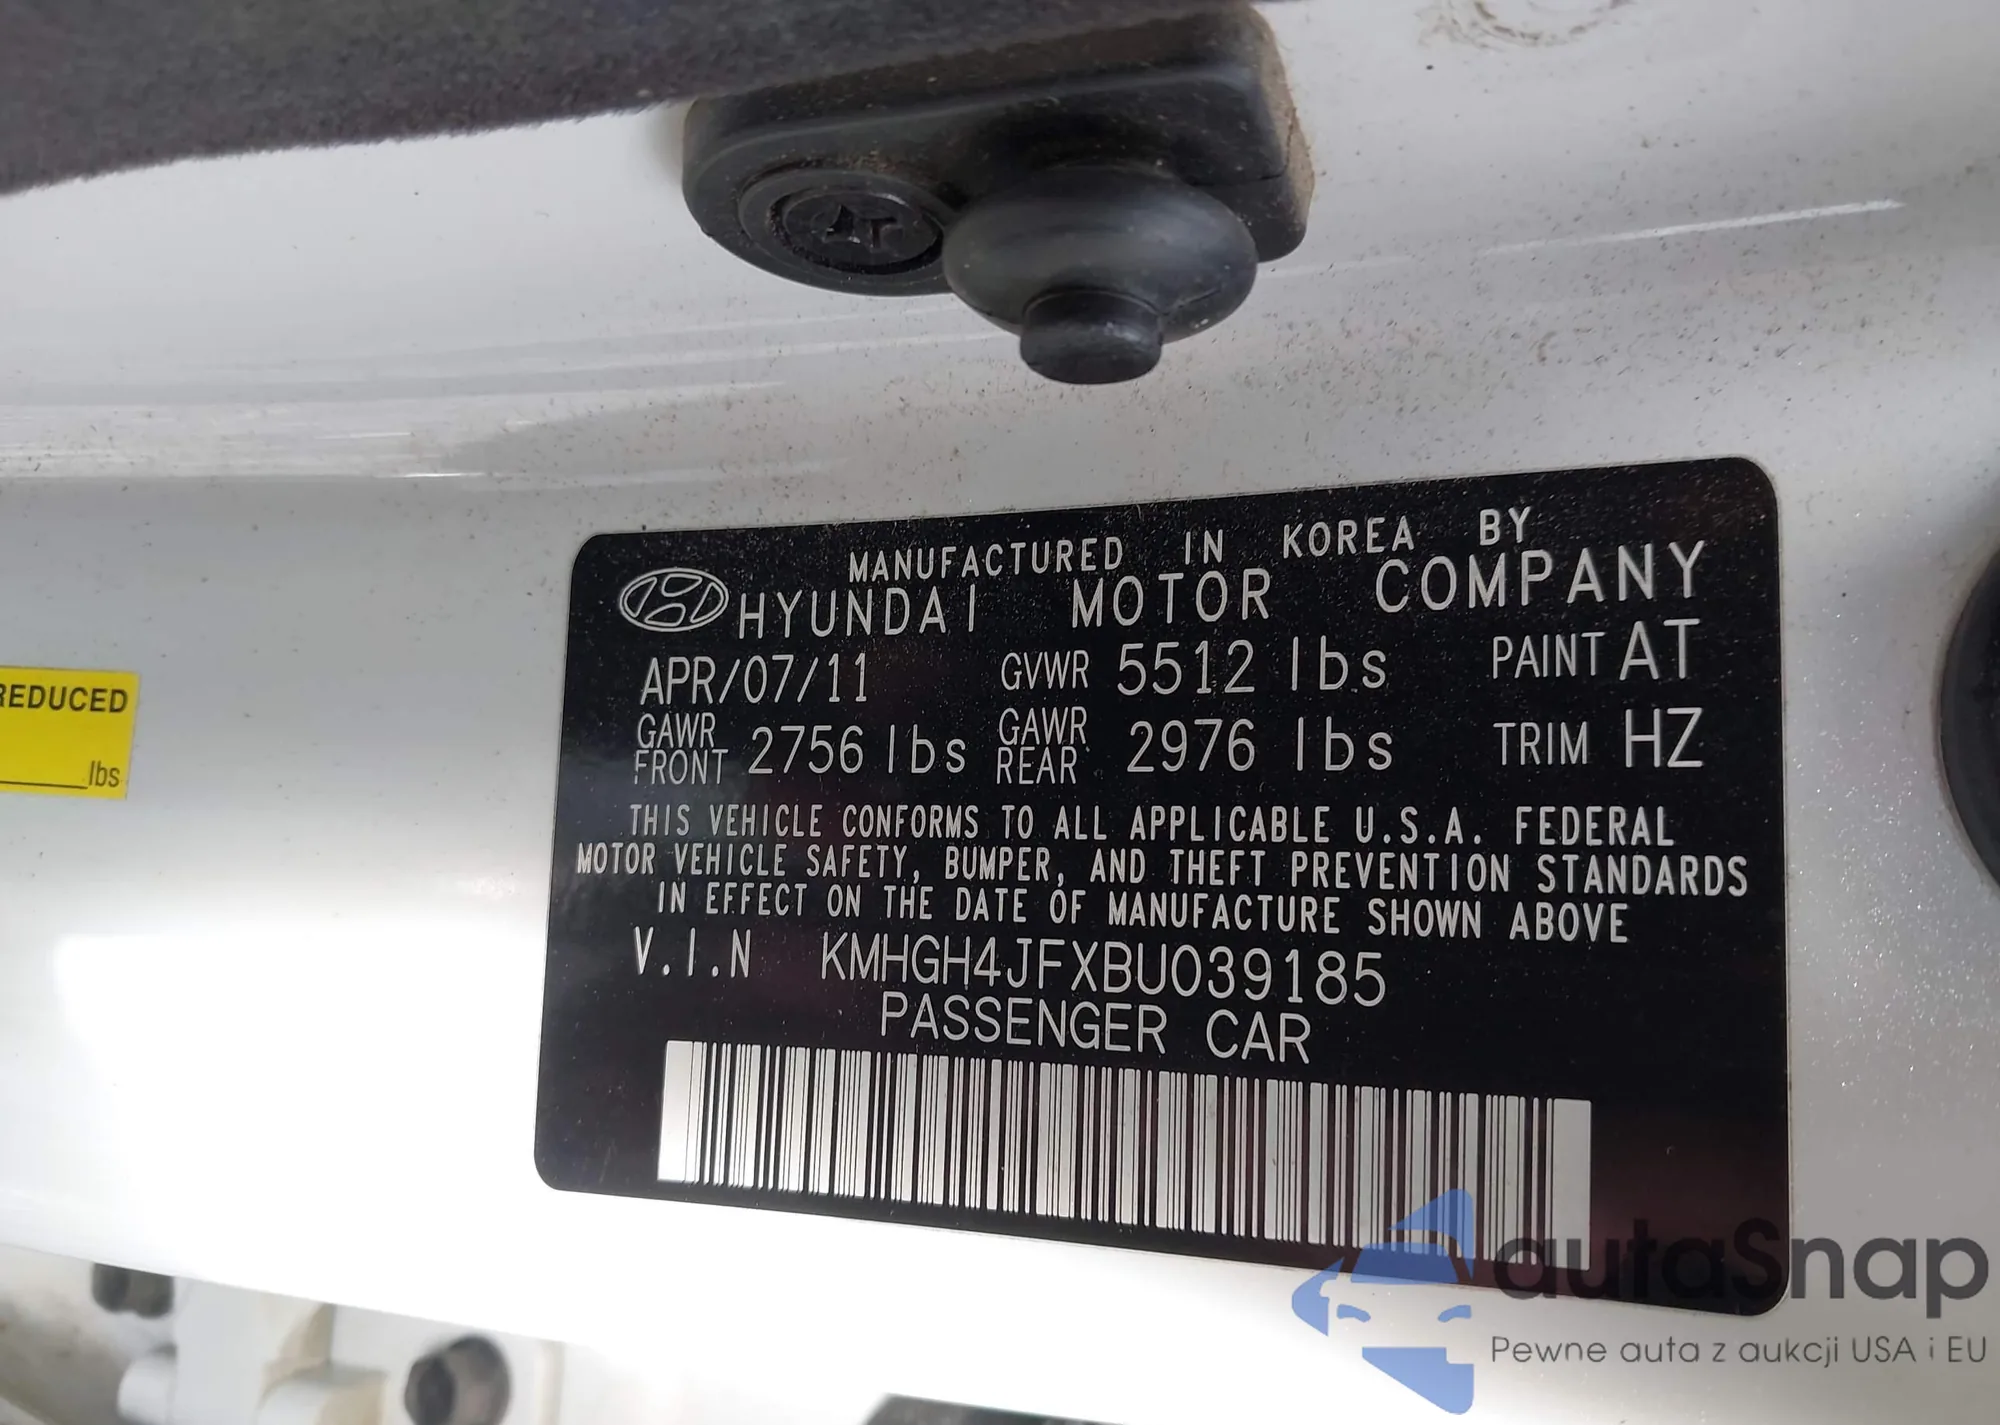 MANUFACTURED IN KOREA BY
HYUNDAI MOTOR COMPANY
APR/07/11 GVWR 5512 lbs PAINT AT
GAWR FRONT 2756 lbs GAWR REAR 2976 lbs TRIM HZ
THIS VEHICLE CONFORMS TO ALL APPLICABLE U.S.A. FEDERAL
MOTOR VEHICLE SAFETY, BUMPER, AND THEFT PREVENTION STANDARDS
IN EFFECT ON THE DATE OF MANUFACTURE SHOWN ABOVE
V.I.N KMHGH4JFXBU039185
PASSENGER CAR
REDUCED
lbs
autaSnap
Pewne auta z aukcji USA i EU